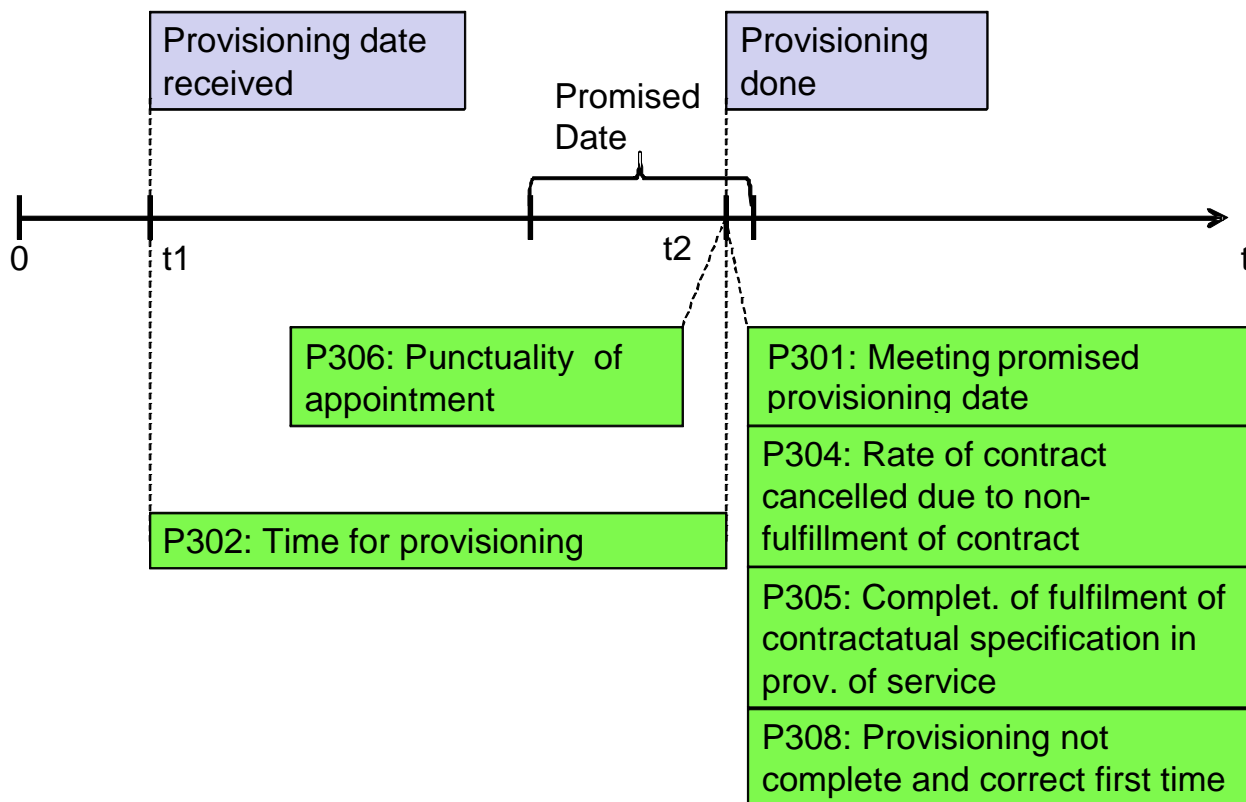 Provisioning date
received
Provisioning
done
Promised
Date
0
t1
t2
t
P306: Punctuality of
appointment
P301: Meeting promised
provisioning date
P304: Rate of contract
cancelled due to non-
fulfillment of contract
P302: Time for provisioning
P305: Complet. of fulfilment of
contractatual specification in
prov. of service
P308: Provisioning not
complete and correct first time